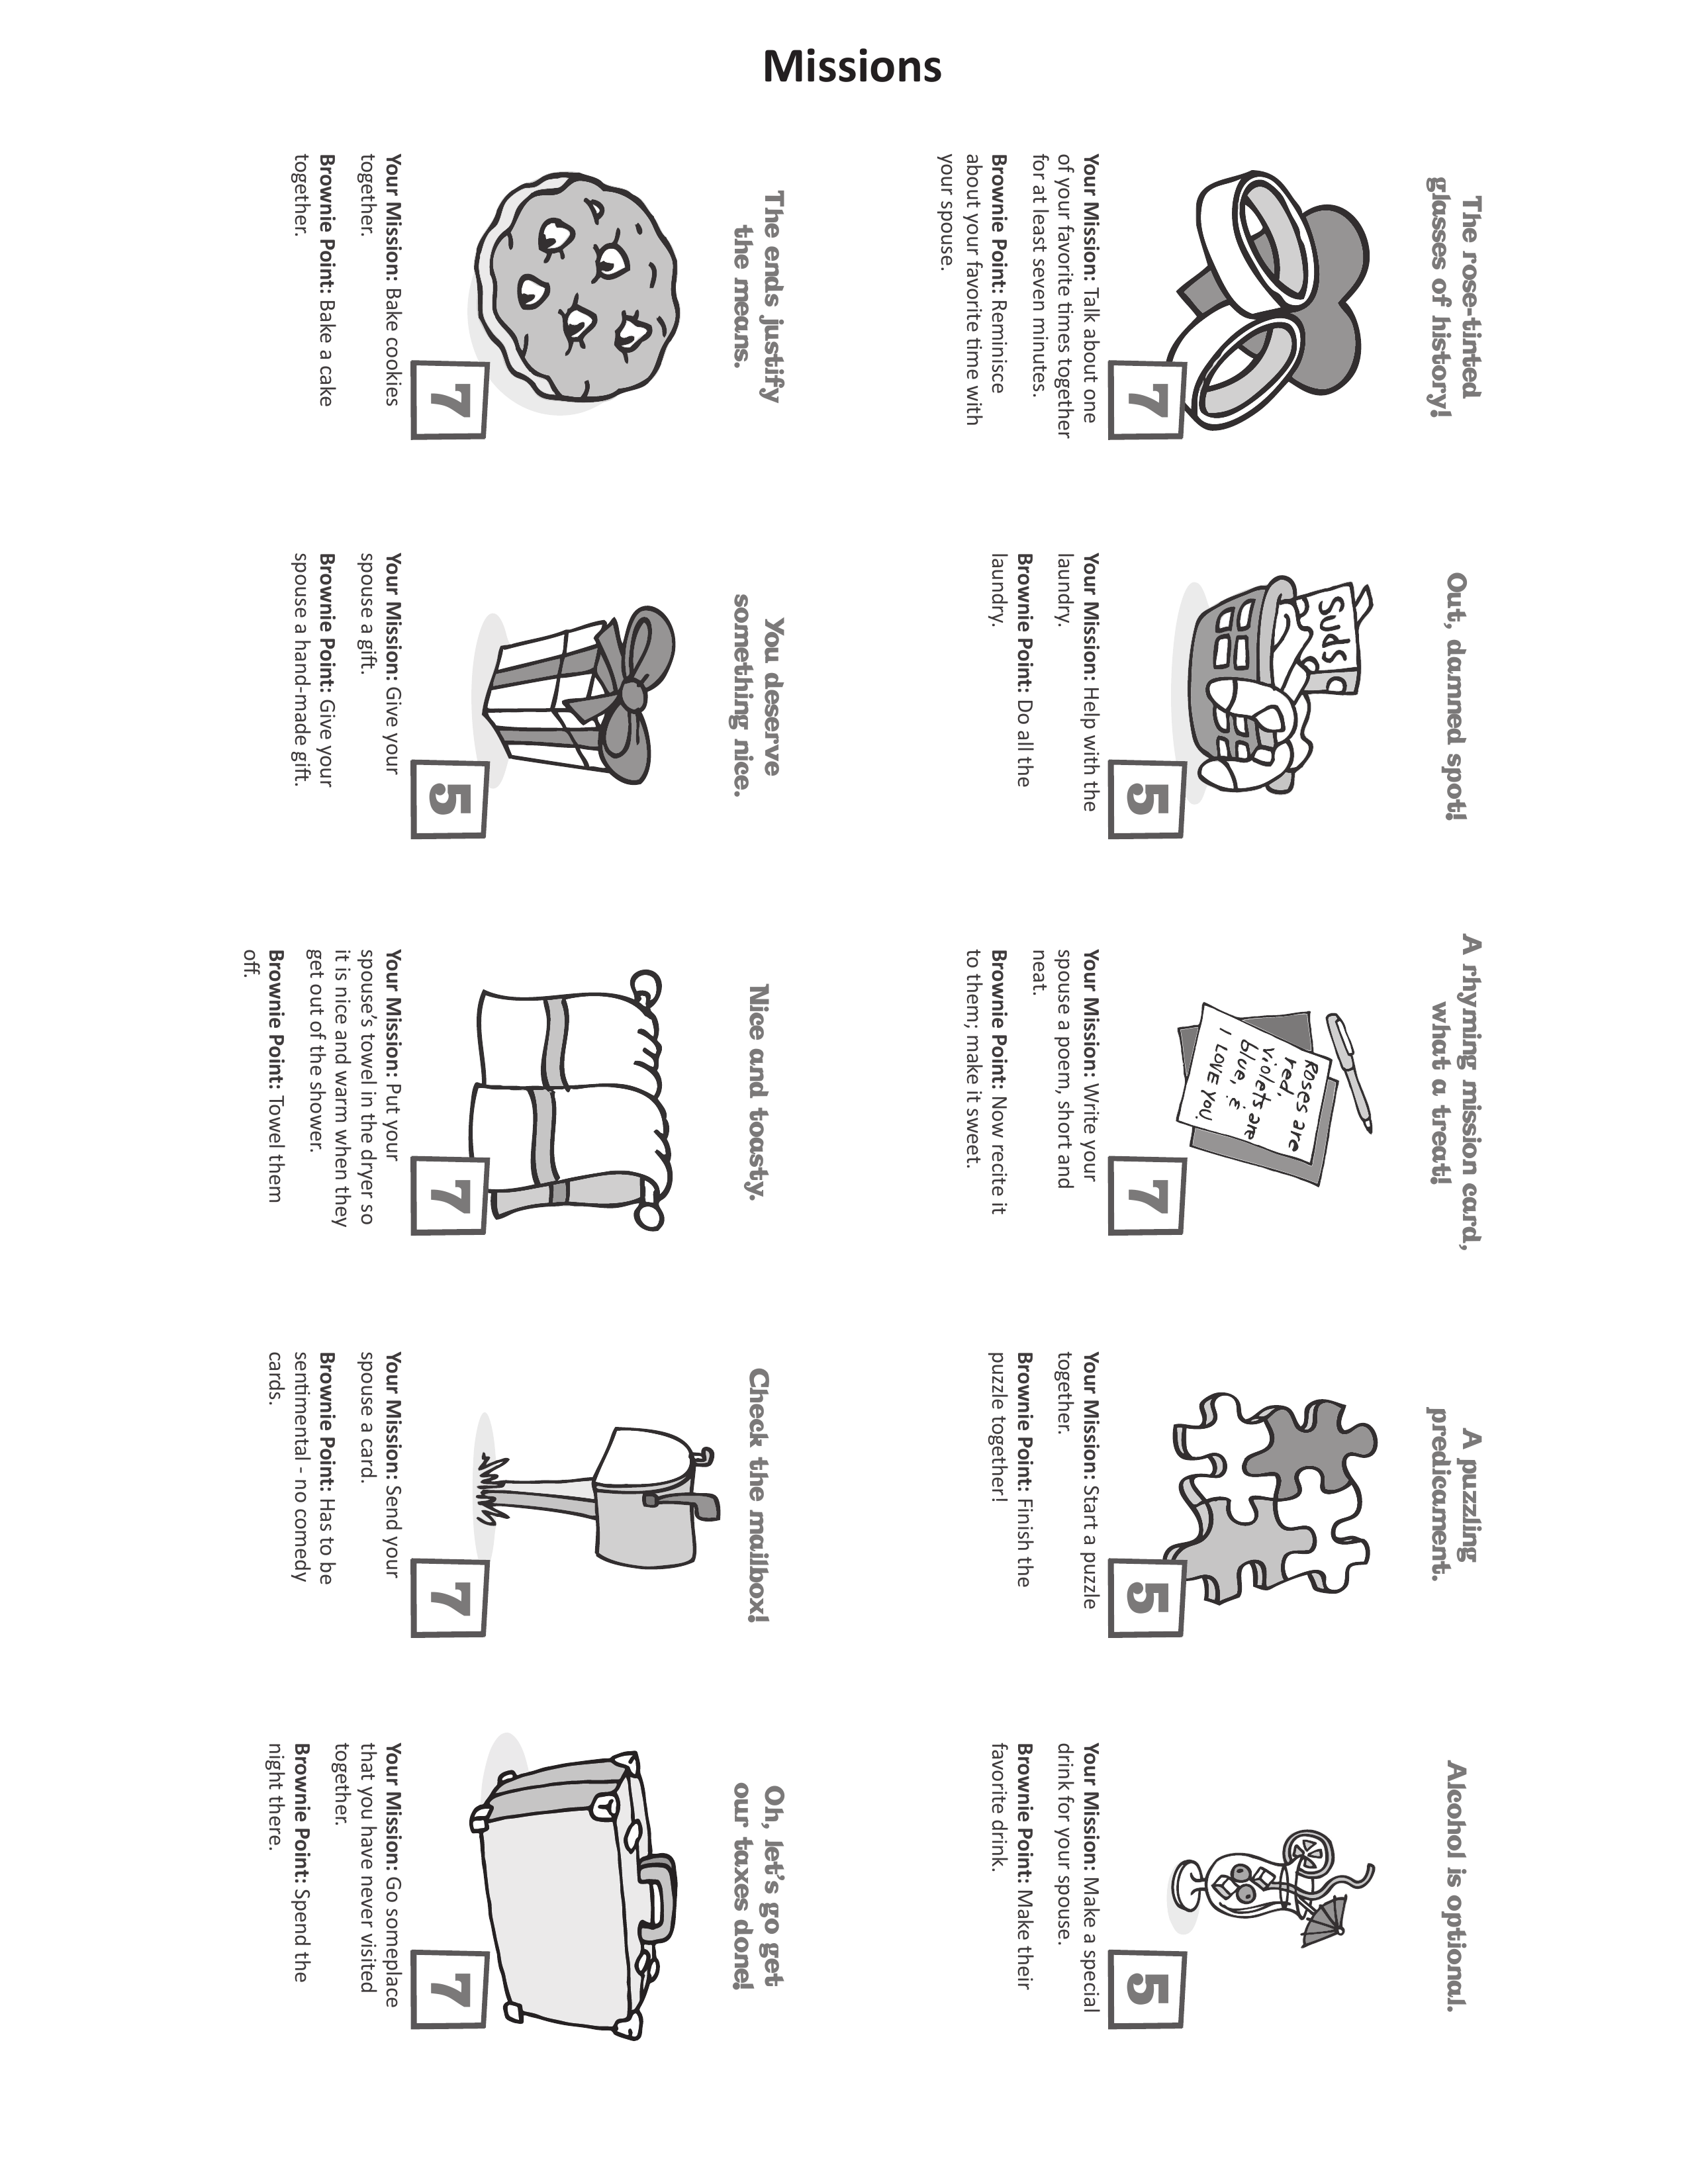 Missions
The rose-tinted
glasses of history!
7
Your Mission: Talk about one
of your favorite times together
for at least seven minutes.
Brownie Point: Reminisce
about your favorite time with
your spouse.
Out, damned spot!
SUDS
5
Your Mission: Help with the
laundry.
Brownie Point: Do all the
laundry.
A rhyming mission card,
what a treat!
Roses are
red,
violets are
blue, &
I LOVE YOU.
7
Your Mission: Write your
spouse a poem, short and
neat.
Brownie Point: Now recite it
to them; make it sweet.
A puzzling
predicament.
5
Your Mission: Start a puzzle
together.
Brownie Point: Finish the
puzzle together!
Alcohol is optional.
5
Your Mission: Make a special
drink for your spouse.
Brownie Point: Make their
favorite drink.
The ends justify
the means.
7
Your Mission: Bake cookies
together.
Brownie Point: Bake a cake
together.
You deserve
something nice.
5
Your Mission: Give your
spouse a gift.
Brownie Point: Give your
spouse a hand-made gift.
Nice and toasty.
7
Your Mission: Put your
spouse's towel in the dryer so
it is nice and warm when they
get out of the shower.
Brownie Point: Towel them
off.
Check the mailbox!
7
Your Mission: Send your
spouse a card.
Brownie Point: Has to be
sentimental - no comedy
cards.
Oh, let's go get
our taxes done!
7
Your Mission: Go someplace
that you have never visited
together.
Brownie Point: Spend the
night there.